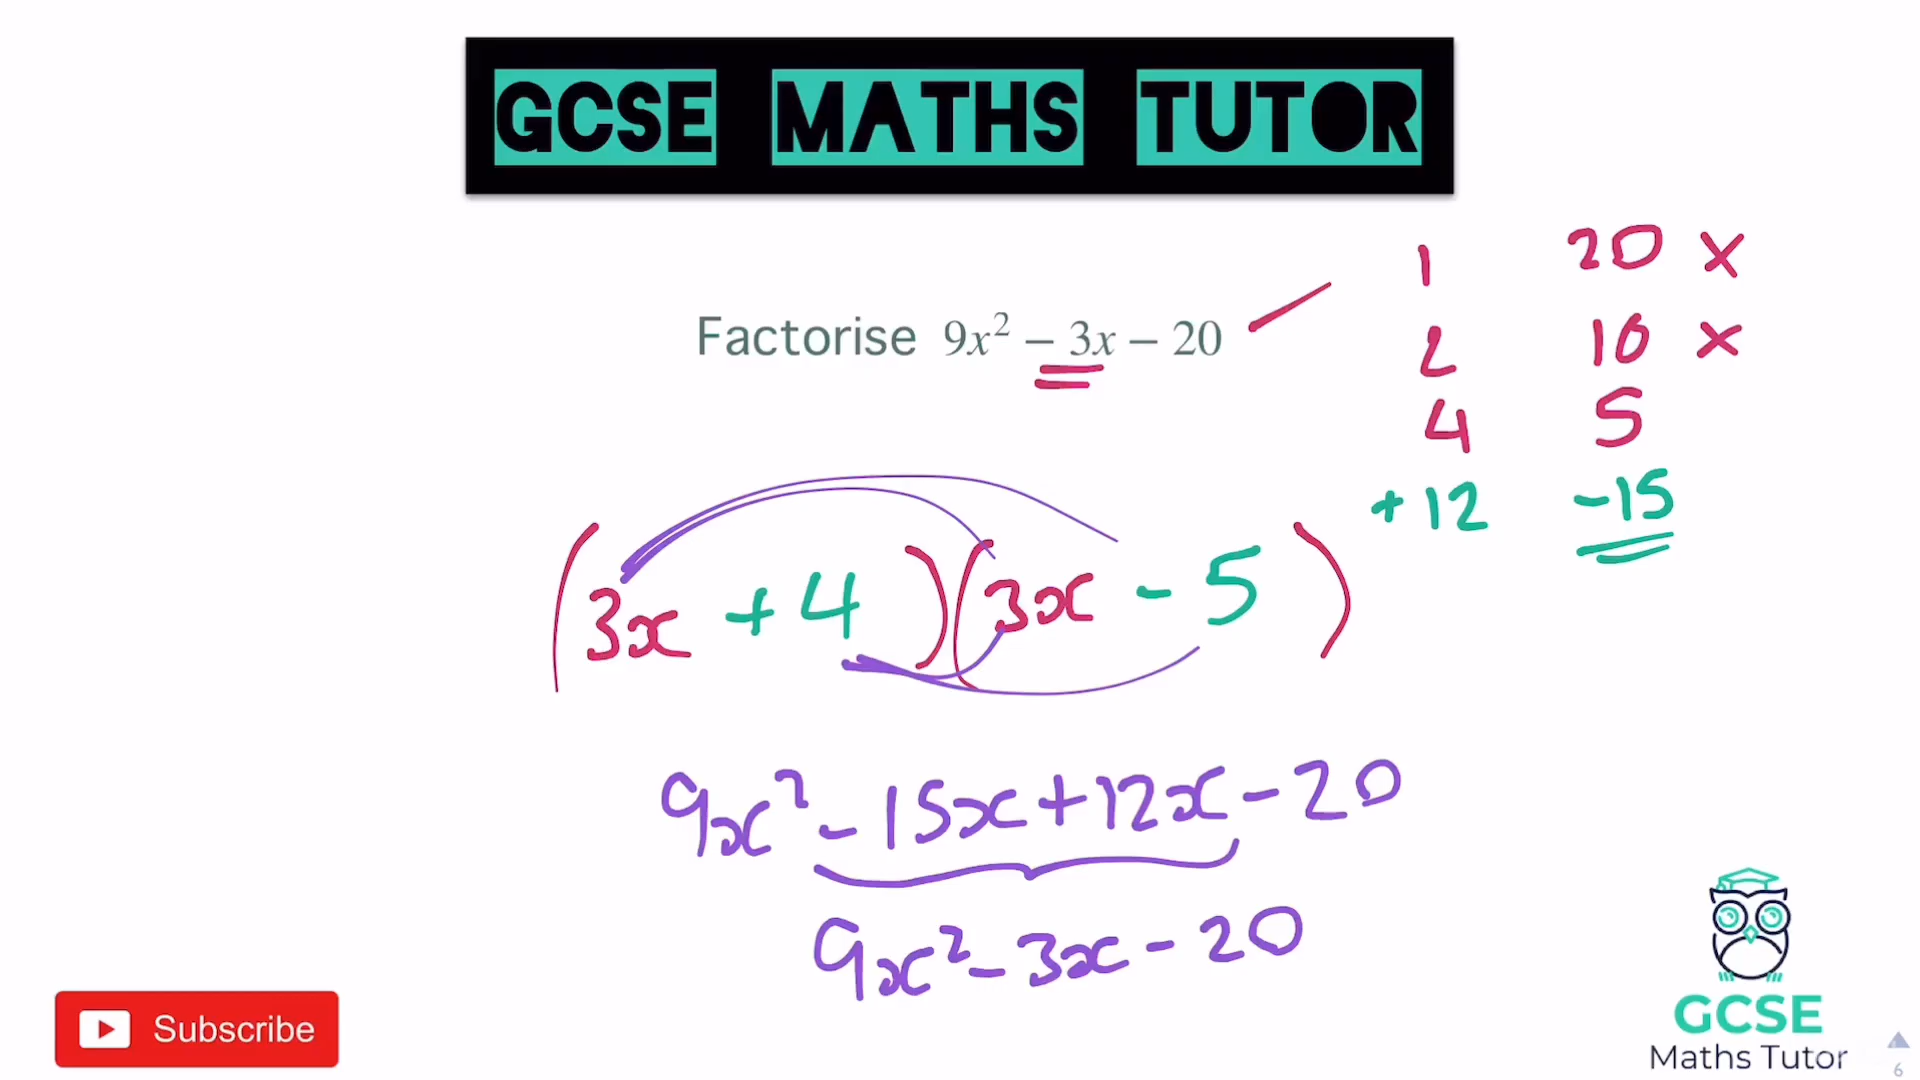 GCSE MATHS TUTOR
1 20 ×
Factorise 9x² − 3x − 20
2 10 ×
4 5
+12 -15
(3x + 4)(3x - 5)
9x² - 15x + 12x - 20
9x² - 3x - 20
Subscribe
GCSE
Maths Tutor
6